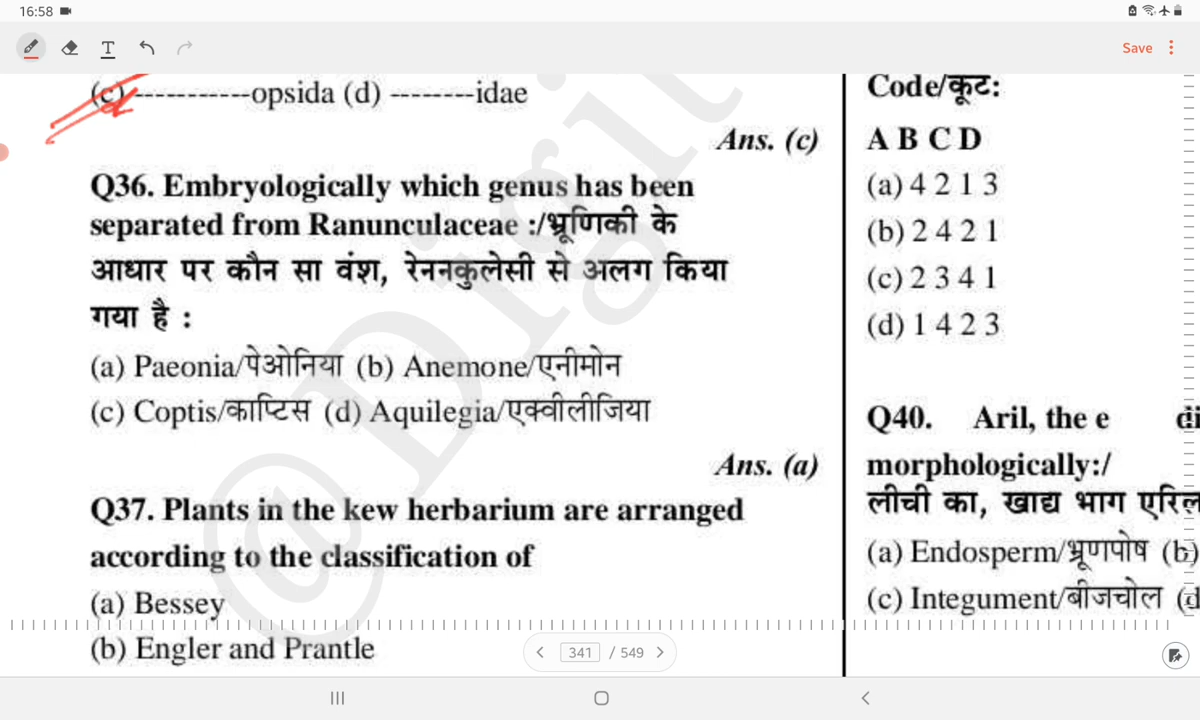 16:58
T
Save
(c) -----------opsida (d) --------idae
Ans. (c)
Q36. Embryologically which genus has been
separated from Ranunculaceae :/भ्रूणिकी के
आधार पर कौन सा वंश, रेननकुलेसी से अलग किया
गया है :
(a) Paeonia/पेओनिया (b) Anemone/एनीमोन
(c) Coptis/काप्टिस (d) Aquilegia/एक्वीलीजिया
Ans. (a)
Q37. Plants in the kew herbarium are arranged
according to the classification of
(a) Bessey
(b) Engler and Prantle
Code/कूट:
A B C D
(a) 4 2 1 3
(b) 2 4 2 1
(c) 2 3 4 1
(d) 1 4 2 3
Q40. Aril, the e di
morphologically:/
लीची का, खाद्य भाग एरिल
(a) Endosperm/भ्रूणपोष (b)
(c) Integument/बीजचोल (d
341 / 549
@Digi